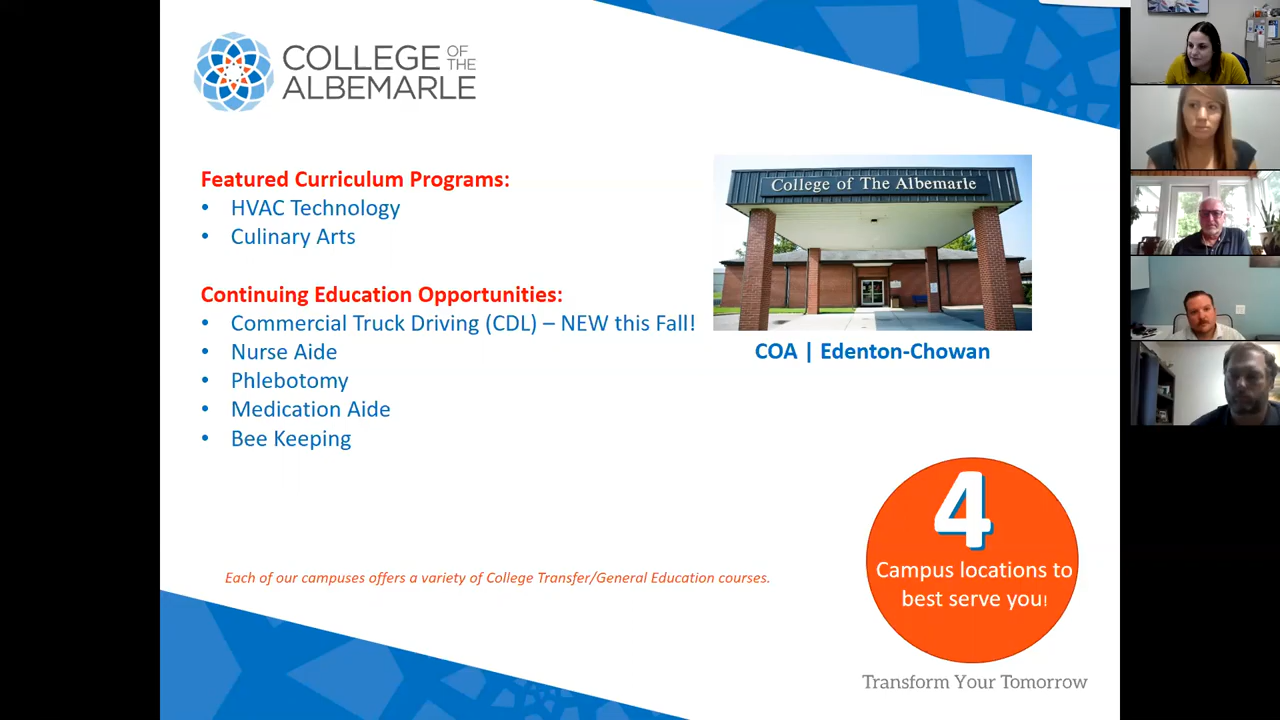 COLLEGE OF THE
ALBEMARLE
Featured Curriculum Programs:
• HVAC Technology
• Culinary Arts
Continuing Education Opportunities:
• Commercial Truck Driving (CDL) – NEW this Fall!
• Nurse Aide
• Phlebotomy
• Medication Aide
• Bee Keeping
College of The Albemarle
COA | Edenton-Chowan
4
Campus locations to
best serve you!
Each of our campuses offers a variety of College Transfer/General Education courses.
Transform Your Tomorrow